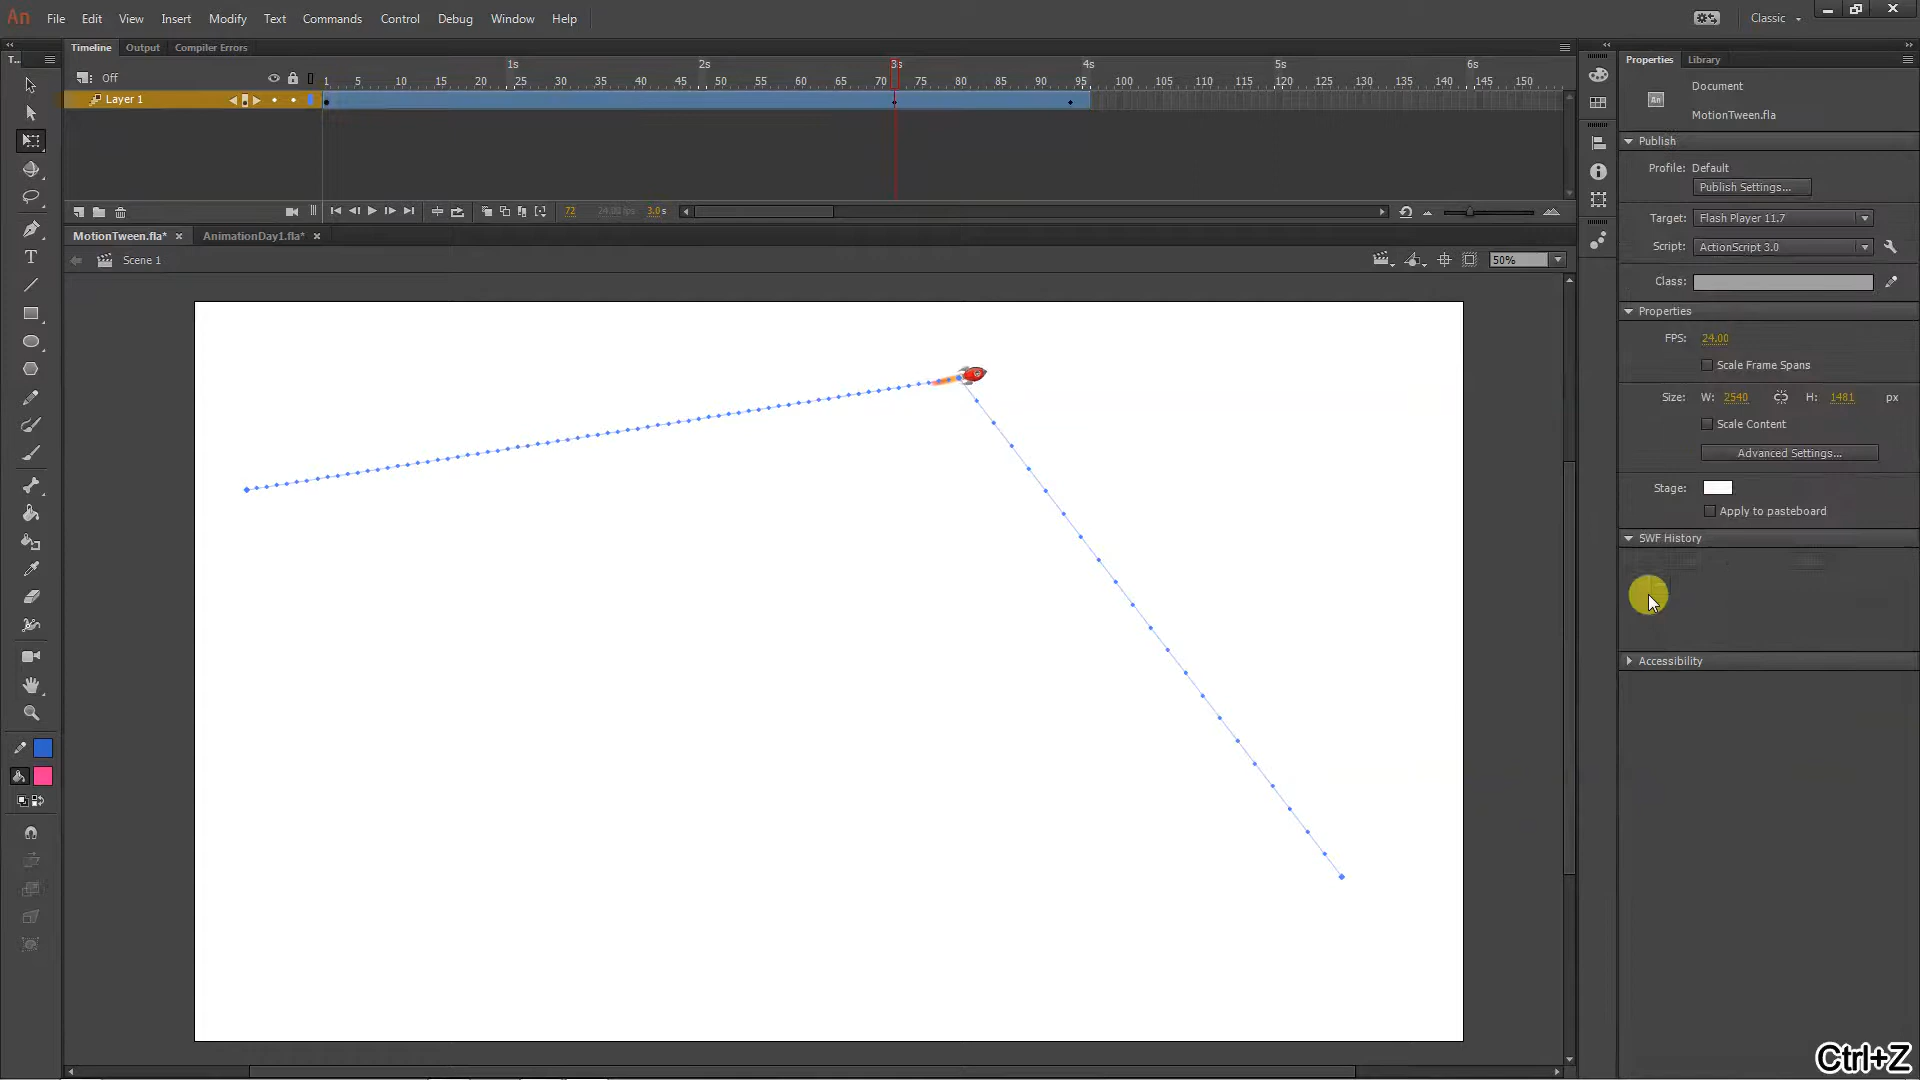 An File Edit View Insert Modify Text Commands Control Debug Window Help Classic
T... Timeline Output Compiler Errors Properties Library
Off 1s 2s 3s 4s 5s 6s
1 5 10 15 20 25 30 35 40 45 50 55 60 65 70 75 80 85 90 95 100 105 110 115 120 125 130 135 140 145 150
Layer 1
An Document
MotionTween.fla
Publish
Profile: Default
Publish Settings...
72 24.00 fps 3.0 s
Target: Flash Player 11.7
MotionTween.fla* × AnimationDay1.fla* ×
Script: ActionScript 3.0
Scene 1 50%
Class:
Properties
FPS: 24.00
Scale Frame Spans
Size: W: 2540 H: 1481 px
Scale Content
Advanced Settings...
Stage:
Apply to pasteboard
SWF History
Accessibility
Ctrl+Z